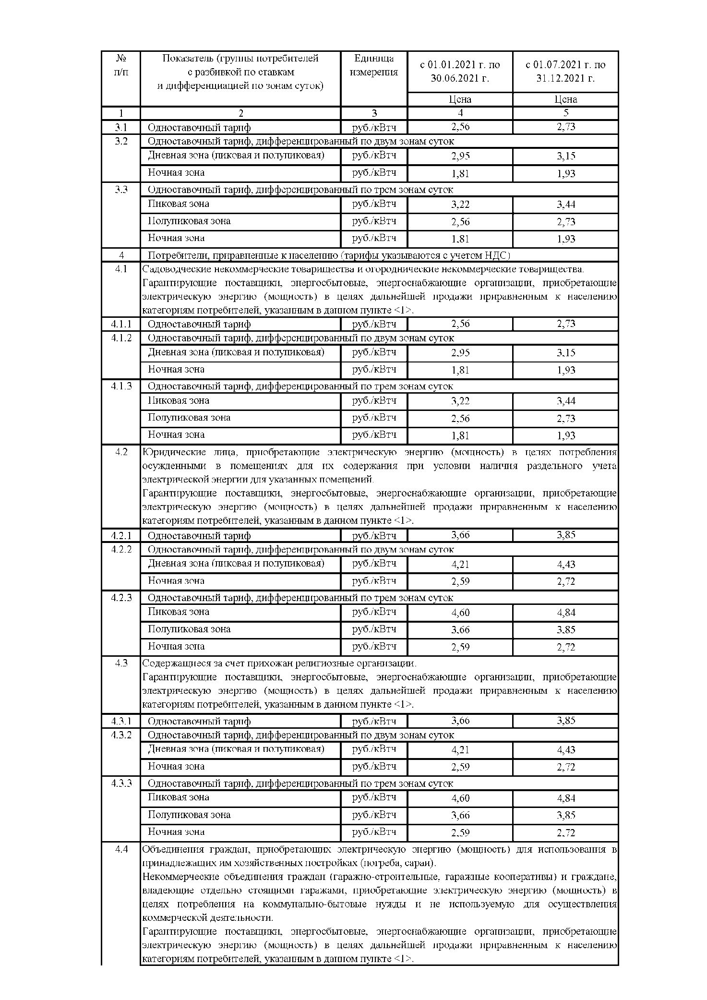 № п/п
Показатель (группы потребителей
с разбивкой по ставкам
и дифференциацией по зонам суток)
Единица
измерения
с 01.01.2021 г. по
30.06.2021 г.
с 01.07.2021 г. по
31.12.2021 г.
Цена Цена
1 2 3 4 5
3.1 Одноставочный тариф руб./кВтч 2,56 2,73
3.2 Одноставочный тариф, дифференцированный по двум зонам суток
Дневная зона (пиковая и полупиковая) руб./кВтч 2,95 3,15
Ночная зона руб./кВтч 1,81 1,93
3.3 Одноставочный тариф, дифференцированный по трем зонам суток
Пиковая зона руб./кВтч 3,22 3,44
Полупиковая зона руб./кВтч 2,56 2,73
Ночная зона руб./кВтч 1,81 1,93
4 Потребители, приравненные к населению (тарифы указываются с учетом НДС)
4.1 Садоводческие некоммерческие товарищества и огороднические некоммерческие товарищества.
Гарантирующие поставщики, энергосбытовые, энергоснабжающие организации, приобретающие
электрическую энергию (мощность) в целях дальнейшей продажи приравненным к населению
категориям потребителей, указанным в данном пункте <1>.
4.1.1 Одноставочный тариф руб./кВтч 2,56 2,73
4.1.2 Одноставочный тариф, дифференцированный по двум зонам суток
Дневная зона (пиковая и полупиковая) руб./кВтч 2,95 3,15
Ночная зона руб./кВтч 1,81 1,93
4.1.3 Одноставочный тариф, дифференцированный по трем зонам суток
Пиковая зона руб./кВтч 3,22 3,44
Полупиковая зона руб./кВтч 2,56 2,73
Ночная зона руб./кВтч 1,81 1,93
4.2 Юридические лица, приобретающие электрическую энергию (мощность) в целях потребления
осужденными в помещениях для их содержания при условии наличия раздельного учета
электрической энергии для указанных помещений.
Гарантирующие поставщики, энергосбытовые, энергоснабжающие организации, приобретающие
электрическую энергию (мощность) в целях дальнейшей продажи приравненным к населению
категориям потребителей, указанным в данном пункте <1>.
4.2.1 Одноставочный тариф руб./кВтч 3,66 3,85
4.2.2 Одноставочный тариф, дифференцированный по двум зонам суток
Дневная зона (пиковая и полупиковая) руб./кВтч 4,21 4,43
Ночная зона руб./кВтч 2,59 2,72
4.2.3 Одноставочный тариф, дифференцированный по трем зонам суток
Пиковая зона руб./кВтч 4,60 4,84
Полупиковая зона руб./кВтч 3,66 3,85
Ночная зона руб./кВтч 2,59 2,72
4.3 Содержащиеся за счет прихожан религиозные организации.
Гарантирующие поставщики, энергосбытовые, энергоснабжающие организации, приобретающие
электрическую энергию (мощность) в целях дальнейшей продажи приравненным к населению
категориям потребителей, указанным в данном пункте <1>.
4.3.1 Одноставочный тариф руб./кВтч 3,66 3,85
4.3.2 Одноставочный тариф, дифференцированный по двум зонам суток
Дневная зона (пиковая и полупиковая) руб./кВтч 4,21 4,43
Ночная зона руб./кВтч 2,59 2,72
4.3.3 Одноставочный тариф, дифференцированный по трем зонам суток
Пиковая зона руб./кВтч 4,60 4,84
Полупиковая зона руб./кВтч 3,66 3,85
Ночная зона руб./кВтч 2,59 2,72
4.4 Объединения граждан, приобретающих электрическую энергию (мощность) для использования в
принадлежащих им хозяйственных постройках (погреба, сараи).
Некоммерческие объединения граждан (гаражно-строительные, гаражные кооперативы) и граждане,
владеющие отдельно стоящими гаражами, приобретающие электрическую энергию (мощность) в
целях потребления на коммунально-бытовые нужды и не используемую для осуществления
коммерческой деятельности.
Гарантирующие поставщики, энергосбытовые, энергоснабжающие организации, приобретающие
электрическую энергию (мощность) в целях дальнейшей продажи приравненным к населению
категориям потребителей, указанным в данном пункте <1>.